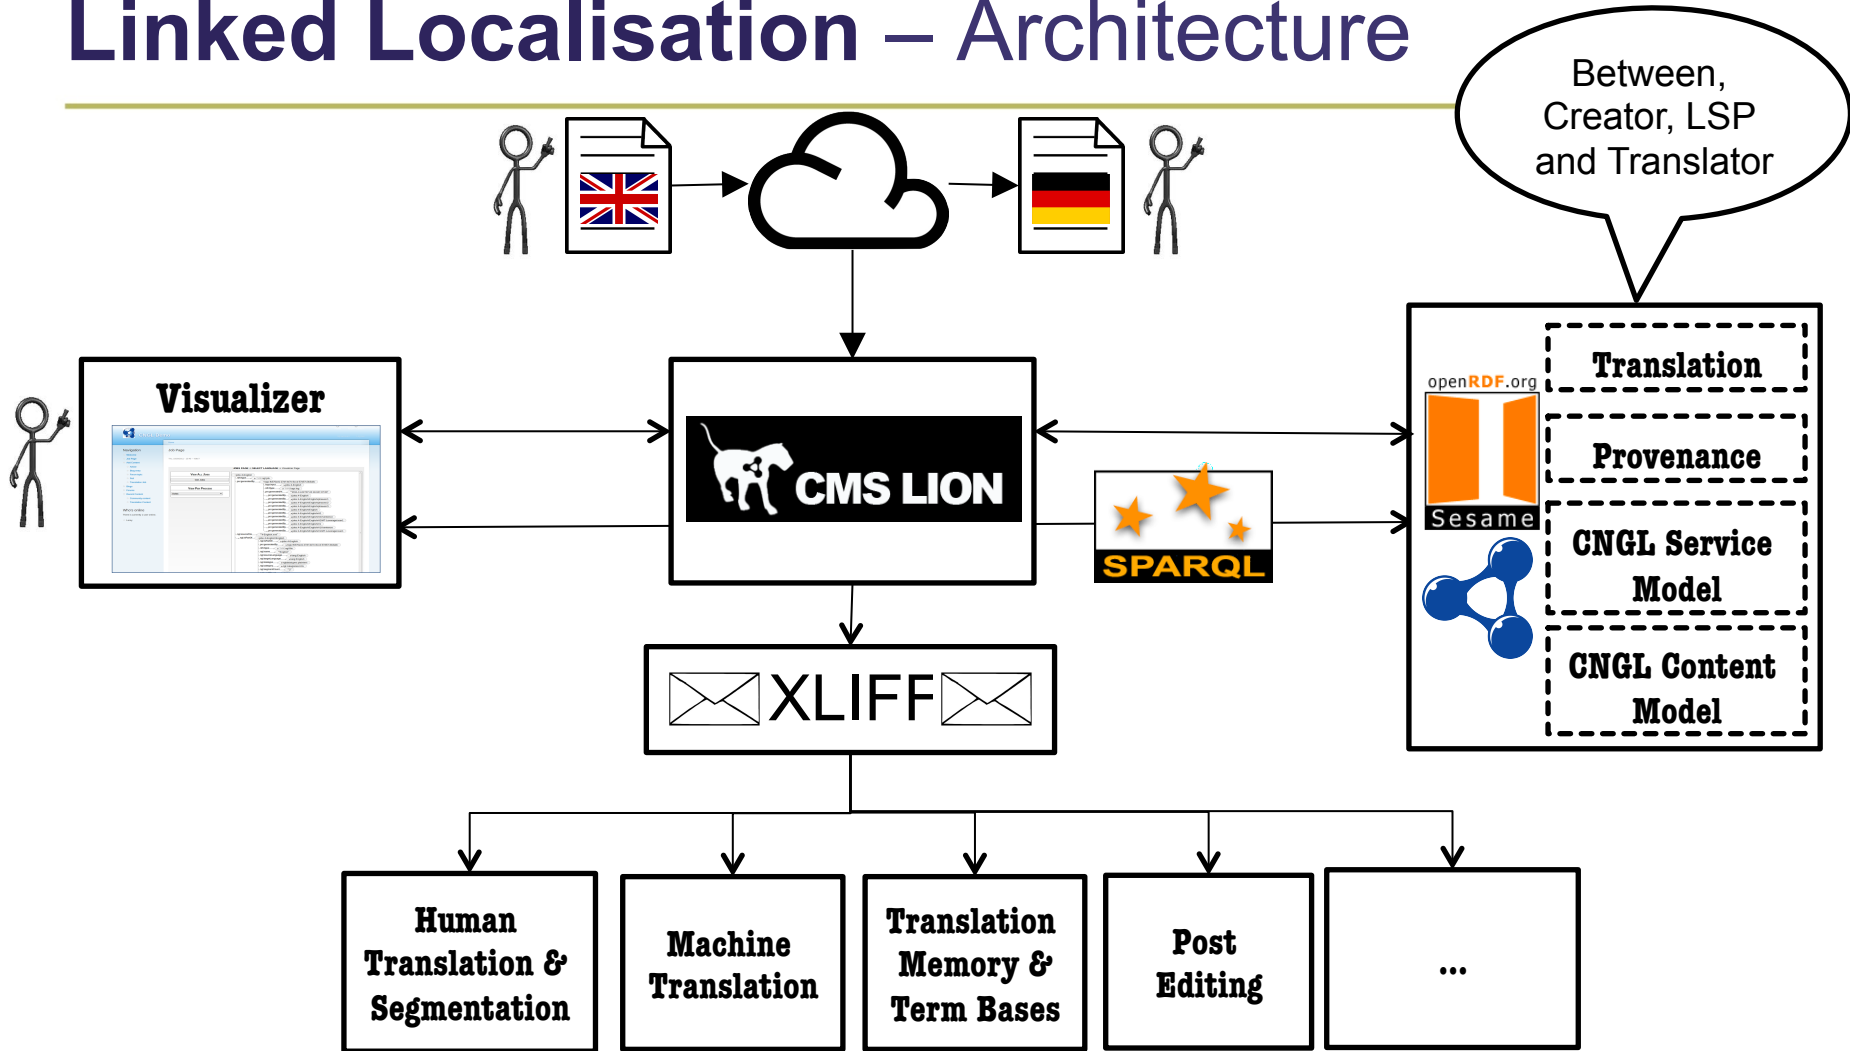 Linked Localisation – Architecture
Between,
Creator, LSP
and Translator
Visualizer
CMS LION
SPARQL
openRDF.org
Sesame
Translation
Provenance
CNGL Service
Model
CNGL Content
Model
XLIFF
Human
Translation &
Segmentation
Machine
Translation
Translation
Memory &
Term Bases
Post
Editing
...